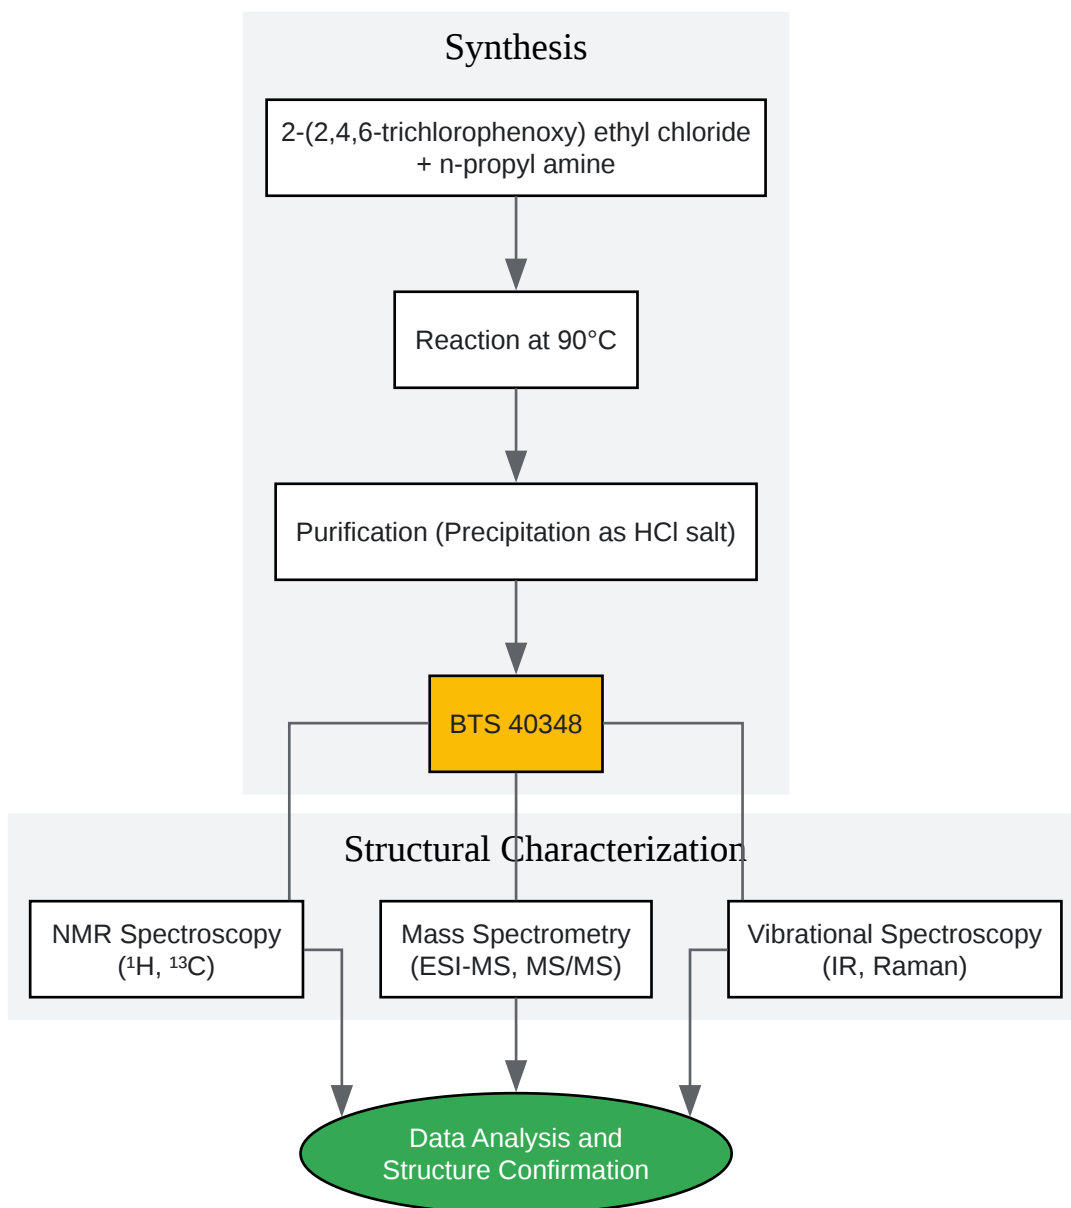 Synthesis
2-(2,4,6-trichlorophenoxy) ethyl chloride
+ n-propyl amine
Reaction at 90°C
Purification (Precipitation as HCl salt)
BTS 40348
Structural Characterization
NMR Spectroscopy
(¹H, ¹³C)
Mass Spectrometry
(ESI-MS, MS/MS)
Vibrational Spectroscopy
(IR, Raman)
Data Analysis and
Structure Confirmation